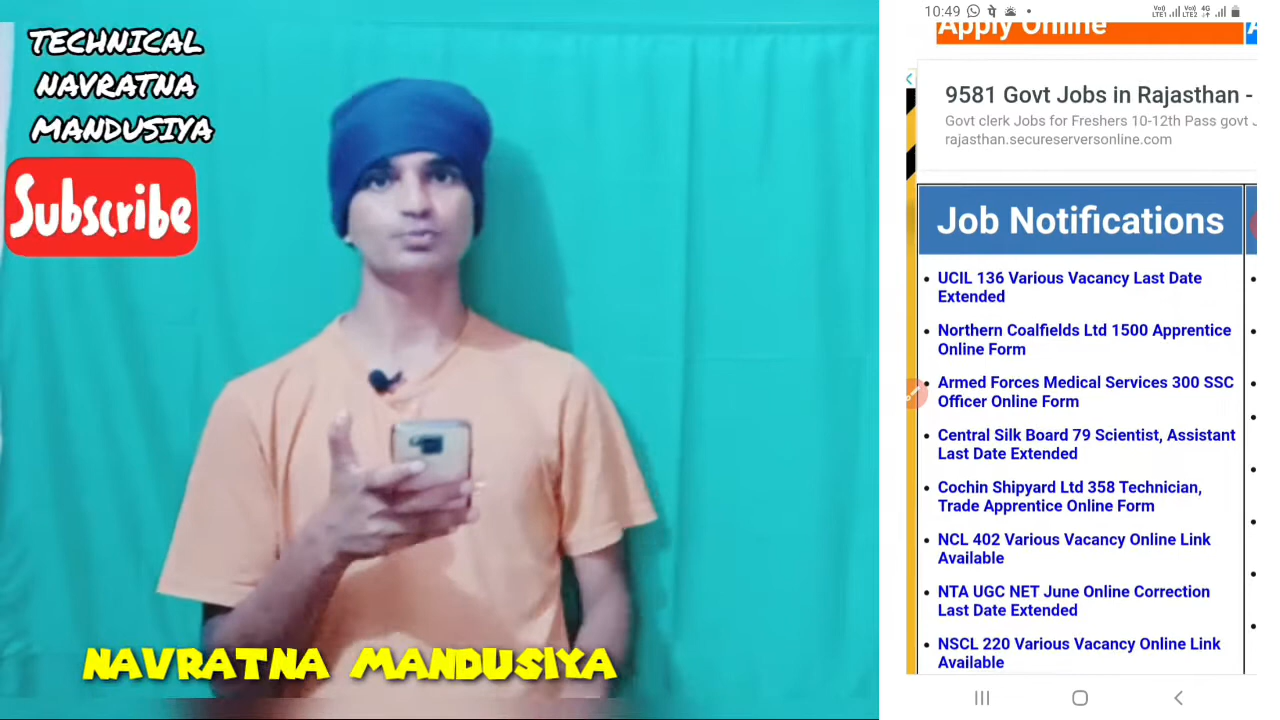 TECHNICAL
NAVRATNA
MANDUSIYA
Subscribe
NAVRATNA MANDUSIYA
10:49
Apply Online
9581 Govt Jobs in Rajasthan -
Govt clerk Jobs for Freshers 10-12th Pass govt
rajasthan.secureserversonline.com
Job Notifications
UCIL 136 Various Vacancy Last Date
Extended
Northern Coalfields Ltd 1500 Apprentice
Online Form
Armed Forces Medical Services 300 SSC
Officer Online Form
Central Silk Board 79 Scientist, Assistant
Last Date Extended
Cochin Shipyard Ltd 358 Technician,
Trade Apprentice Online Form
NCL 402 Various Vacancy Online Link
Available
NTA UGC NET June Online Correction
Last Date Extended
NSCL 220 Various Vacancy Online Link
Available